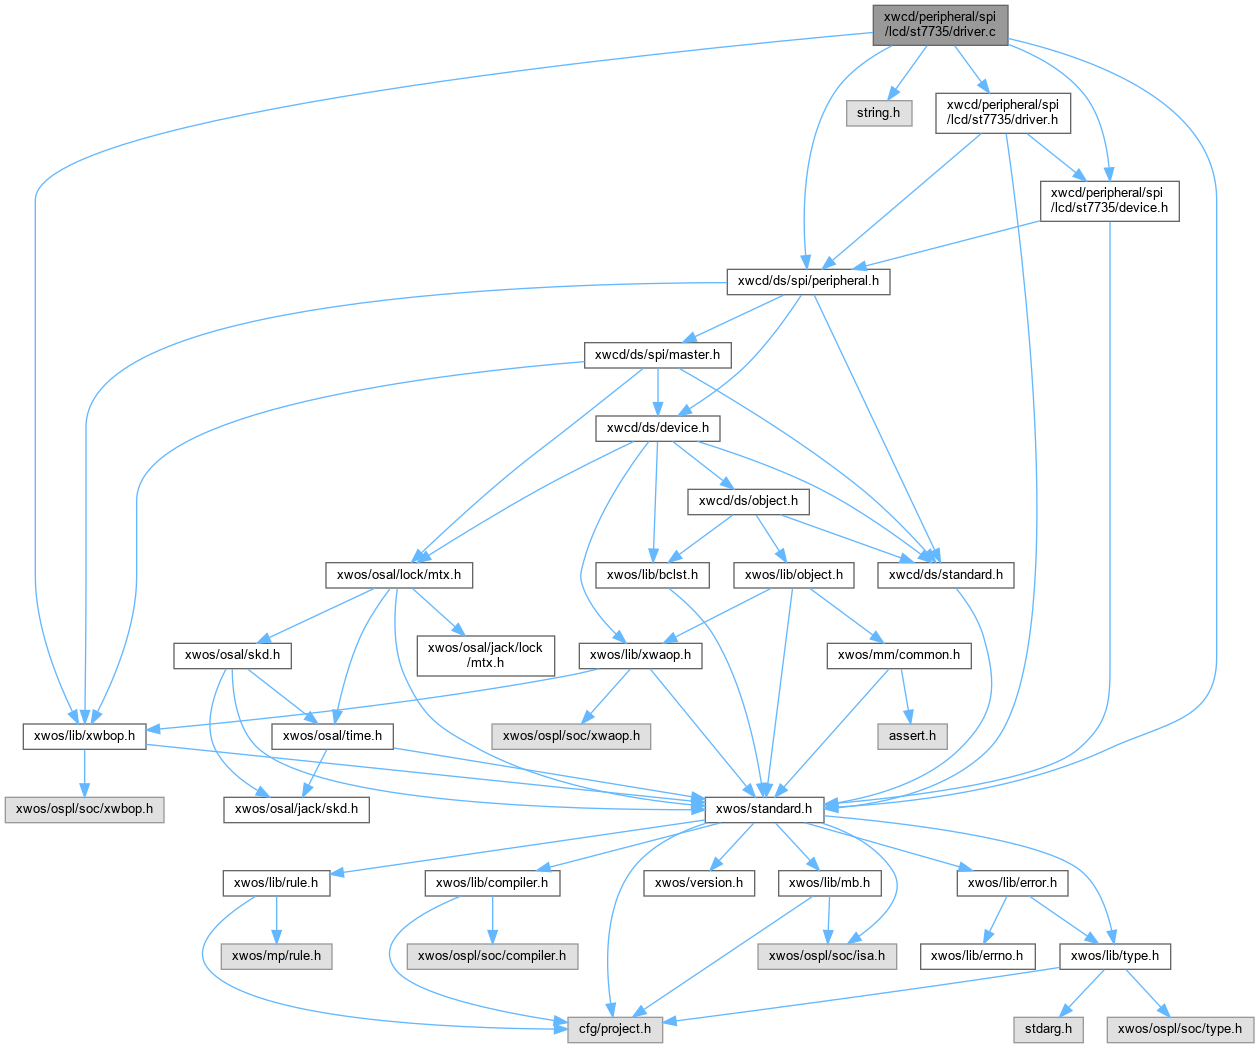 xwcd/peripheral/spi
/lcd/st7735/driver.c
string.h
xwcd/peripheral/spi
/lcd/st7735/driver.h
xwcd/peripheral/spi
/lcd/st7735/device.h
xwcd/ds/spi/peripheral.h
xwcd/ds/spi/master.h
xwcd/ds/device.h
xwcd/ds/object.h
xwos/osal/lock/mtx.h
xwos/lib/bclst.h
xwos/lib/object.h
xwcd/ds/standard.h
xwos/osal/skd.h
xwos/osal/jack/lock
/mtx.h
xwos/lib/xwaop.h
xwos/mm/common.h
xwos/lib/xwbop.h
xwos/osal/time.h
xwos/ospl/soc/xwaop.h
assert.h
xwos/ospl/soc/xwbop.h
xwos/osal/jack/skd.h
xwos/standard.h
xwos/lib/rule.h
xwos/lib/compiler.h
xwos/version.h
xwos/lib/mb.h
xwos/lib/error.h
xwos/mp/rule.h
xwos/ospl/soc/compiler.h
xwos/ospl/soc/isa.h
xwos/lib/errno.h
xwos/lib/type.h
cfg/project.h
stdarg.h
xwos/ospl/soc/type.h